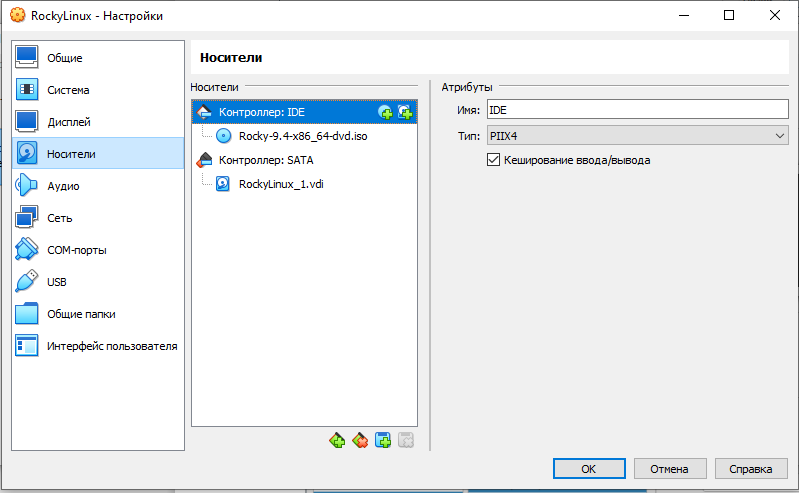 RockyLinux - Настройки
Общие
Система
Дисплей
Носители
Аудио
Сеть
COM-порты
USB
Общие папки
Интерфейс пользователя
Носители
Носители
Контроллер: IDE
Rocky-9.4-x86_64-dvd.iso
Контроллер: SATA
RockyLinux_1.vdi
Атрибуты
Имя: IDE
Тип: PIIX4
Кеширование ввода/вывода
OK
Отмена
Справка